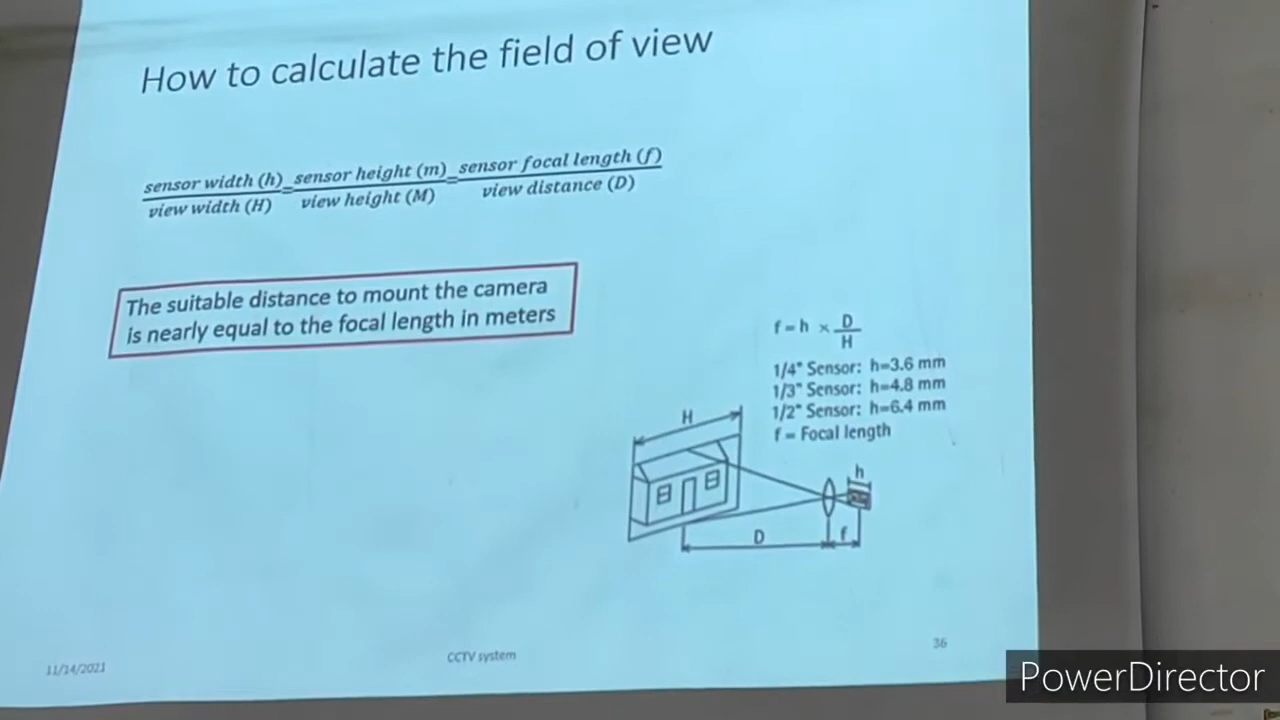 How to calculate the field of view
sensor width (h) / view width (H) = sensor height (m) / view height (M) = sensor focal length (f) / view distance (D)
The suitable distance to mount the camera
is nearly equal to the focal length in meters
f=h × D / H
1/4" Sensor: h=3.6 mm
1/3" Sensor: h=4.8 mm
1/2" Sensor: h=6.4 mm
f = Focal length
H
h
D
f
11/14/2021
CCTV system
36
PowerDirector